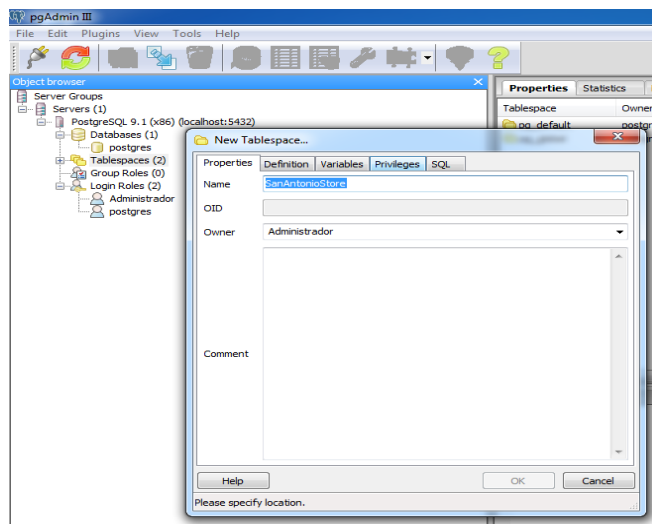 pgAdmin III
File Edit Plugins View Tools Help
Object browser
Server Groups
Servers (1)
PostgreSQL 9.1 (x86) (localhost:5432)
Databases (1)
postgres
Tablespaces (2)
Group Roles (0)
Login Roles (2)
Administrador
postgres
Properties Statistics
Tablespace Owner
pg_default postgr
New Tablespace...
Properties Definition Variables Privileges SQL
Name SanAntonioStore
OID
Owner Administrador
Comment
Help OK Cancel
Please specify location.